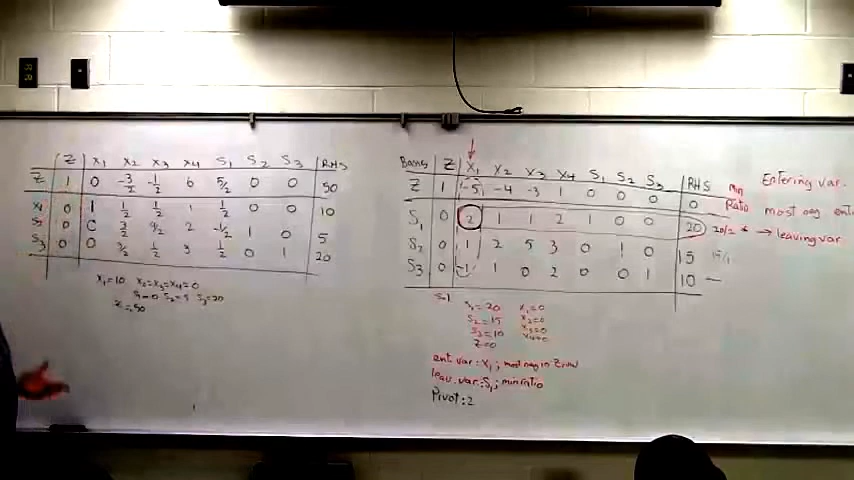 Z x1 x2 x3 x4 S1 S2 S3 RHS
Z 1 0 -3/2 -1/2 6 5/2 0 0 50
x1 0 1 1/2 1/2 1 1/2 0 0 10
S2 0 0 3/2 9/2 2 -1/2 1 0 5
S3 0 0 3/2 1/2 3 1/2 0 1 20
x1=10 x2=x3=x4=0
S1=0 S2=5 S3=20
Z=50
Basis Z x1 x2 x3 x4 S1 S2 S3 RHS
Z 1 -5 -4 -3 1 0 0 0 0
S1 0 2 1 1 2 1 0 0 20 20/2 * → leaving var
S2 0 1 2 5 3 0 1 0 15 15/1
S3 0 -1 1 0 2 0 0 1 10 —
min Ratio
Entering var.
most neg
S1=20 x1=0
S2=15 x2=0
S3=10 x3=0
Z=0 x4=0
ent. var: x1; most neg in Z row
leav. var: S1; min ratio
Pivot: 2